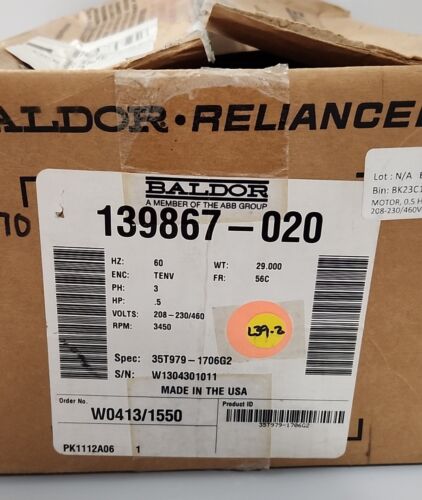 BALDOR • RELIANCE
Lot : N/A
Bin: BK23C1
MOTOR, 0.5 H
208-230/460V
BALDOR
A MEMBER OF THE ABB GROUP
139867-020
HZ: 60
WT: 29.000
ENC: TENV
FR: 56C
PH: 3
HP: .5
VOLTS: 208-230/460
RPM: 3450
L39-2
Spec: 35T979-1706G2
S/N: W1304301011
MADE IN THE USA
Order No.
W0413/1550
Product ID
35T979-1706G2
PK1112A06 1